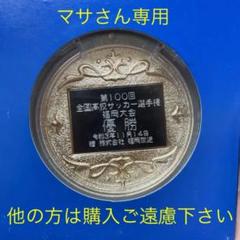 マサさん専用
第100回
全国高校サッカー選手権
福岡大会
優勝
令和3年11月14日
贈 株式会社 福岡放送
他の方は購入ご遠慮下さい